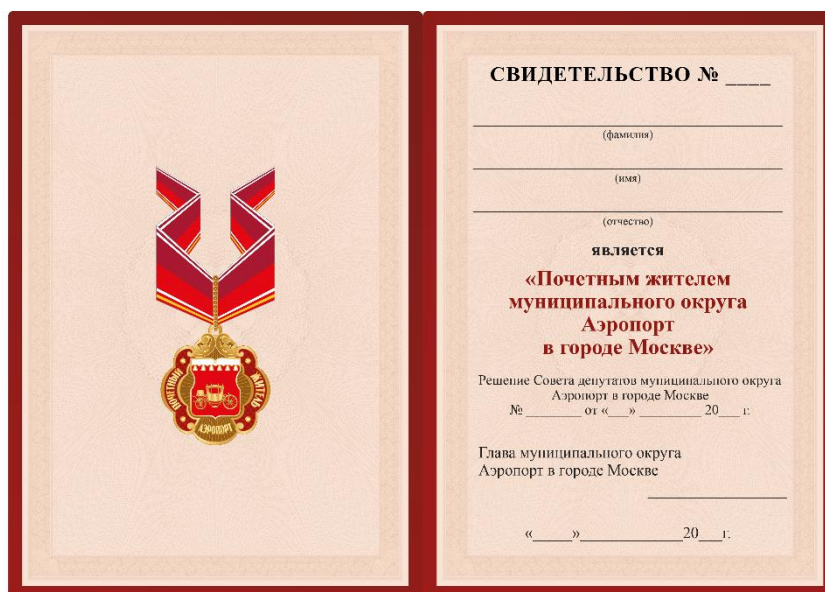 ПОЧЕТНЫЙ ЖИТЕЛЬ
АЭРОПОРТ
СВИДЕТЕЛЬСТВО № ____
(фамилия)
(имя)
(отчество)
является
«Почетным жителем
муниципального округа
Аэропорт
в городе Москве»
Решение Совета депутатов муниципального округа
Аэропорт в городе Москве
№ ________ от «___» _________ 20___ г.
Глава муниципального округа
Аэропорт в городе Москве
«_____»_____________20___г.